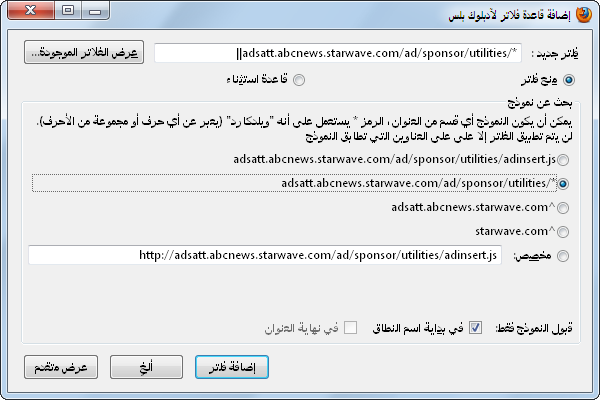 إضافة قاعدة فلاتر لأدبلوك بلس
فلتر جديد: ||adsatt.abcnews.starwave.com/ad/sponsor/utilities/* عرض الفلاتر الموجودة...
منع فلتر قاعدة استثناء
بحث عن نموذج
يمكن أن يكون النموذج أي قسم من العنوان، الرمز * يستعمل على أنه "ويلدكارد" (يعبر عن أي حرف أو مجموعة من الأحرف).
لن يتم تطبيق الفلتر إلا على على العناوين التي تطابق النموذج
adsatt.abcnews.starwave.com/ad/sponsor/utilities/adinsert.js
adsatt.abcnews.starwave.com/ad/sponsor/utilities/*
adsatt.abcnews.starwave.com^
starwave.com^
مخصص: http://adsatt.abcnews.starwave.com/ad/sponsor/utilities/adinsert.js
قبول النموذج فقط: في بداية اسم النطاق في نهاية العنوان
إضافة فلتر ألغ عرض متقدم